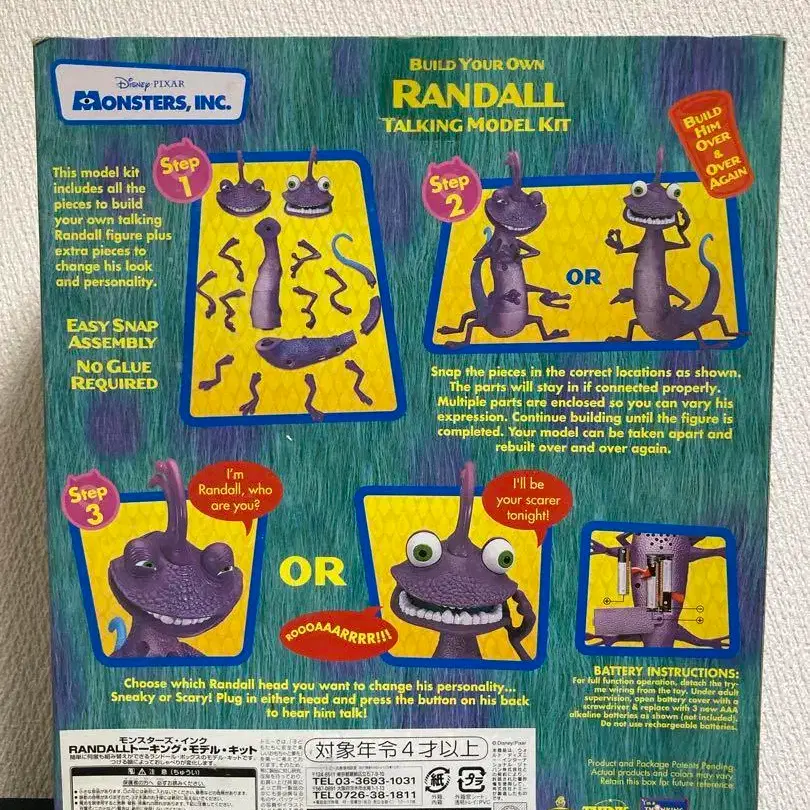 Disney·PIXAR
MONSTERS, INC.
BUILD YOUR OWN
RANDALL
TALKING MODEL KIT
BUILD
HIM
OVER
&
OVER
AGAIN
This model kit
includes all the
pieces to build
your own talking
Randall figure plus
extra pieces to
change his look
and personality.
EASY SNAP
ASSEMBLY
NO GLUE
REQUIRED
Step
1
Step
2
OR
Snap the pieces in the correct locations as shown.
The parts will stay in if connected properly.
Multiple parts are enclosed so you can vary his
expression. Continue building until the figure is
completed. Your model can be taken apart and
rebuilt over and over again.
Step
3
I'm
Randall, who
are you?
OR
I'll be
your scarer
tonight!
ROOOAAARRRR!!!
Choose which Randall head you want to change his personality...
Sneaky or Scary! Plug in either head and press the button on his back
to hear him talk!
BATTERY INSTRUCTIONS:
For full function operation, detach the try-
me wiring from the toy. Under adult
supervision, open battery cover with a
screwdriver & replace with 3 new AAA
alkaline batteries as shown (not included).
Do not use rechargeable batteries.
Product and Package Patents Pending
Actual products and colors may vary
Retain this box for future reference
モンスターズ・インク
RANDALLトーキング・モデル・キット
注意(ちゅうい)
対象年令4才以上
TEL03-3693-1031
TEL0726-38-1811
紙
外箱
©Disney/Pixar